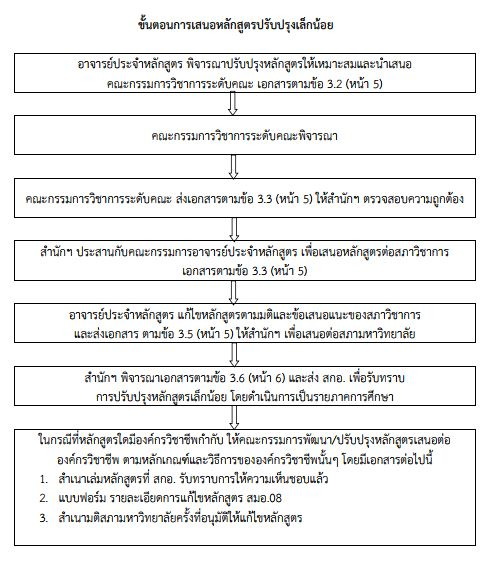 ขั้นตอนการเสนอหลักสูตรปรับปรุงเล็กน้อย
อาจารย์ประจำหลักสูตร พิจารณาปรับปรุงหลักสูตรให้เหมาะสมและนำเสนอ
คณะกรรมการวิชาการระดับคณะ เอกสารตามข้อ 3.2 (หน้า 5)
คณะกรรมการวิชาการระดับคณะพิจารณา
คณะกรรมการวิชาการระดับคณะ ส่งเอกสารตามข้อ 3.3 (หน้า 5) ให้สำนักฯ ตรวจสอบความถูกต้อง
สำนักฯ ประสานกับคณะกรรมการอาจารย์ประจำหลักสูตร เพื่อเสนอหลักสูตรต่อสภาวิชาการ
เอกสารตามข้อ 3.3 (หน้า 5)
อาจารย์ประจำหลักสูตร แก้ไขหลักสูตรตามมติและข้อเสนอแนะของสภาวิชาการ
และส่งเอกสาร ตามข้อ 3.5 (หน้า 5) ให้สำนักฯ เพื่อเสนอต่อสภามหาวิทยาลัย
สำนักฯ พิจารณาเอกสารตามข้อ 3.6 (หน้า 6) และส่ง สกอ. เพื่อรับทราบ
การปรับปรุงหลักสูตรเล็กน้อย โดยดำเนินการเป็นรายภาคการศึกษา
ในกรณีที่หลักสูตรใดมีองค์กรวิชาชีพกำกับ ให้คณะกรรมการพัฒนา/ปรับปรุงหลักสูตรเสนอต่อ
องค์กรวิชาชีพ ตามหลักเกณฑ์และวิธีการขององค์กรวิชาชีพนั้นๆ โดยมีเอกสารต่อไปนี้
1. สำเนาเล่มหลักสูตรที่ สกอ. รับทราบการให้ความเห็นชอบแล้ว
2. แบบฟอร์ม รายละเอียดการแก้ไขหลักสูตร สมอ.08
3. สำเนามติสภามหาวิทยาลัยครั้งที่อนุมัติให้แก้ไขหลักสูตร